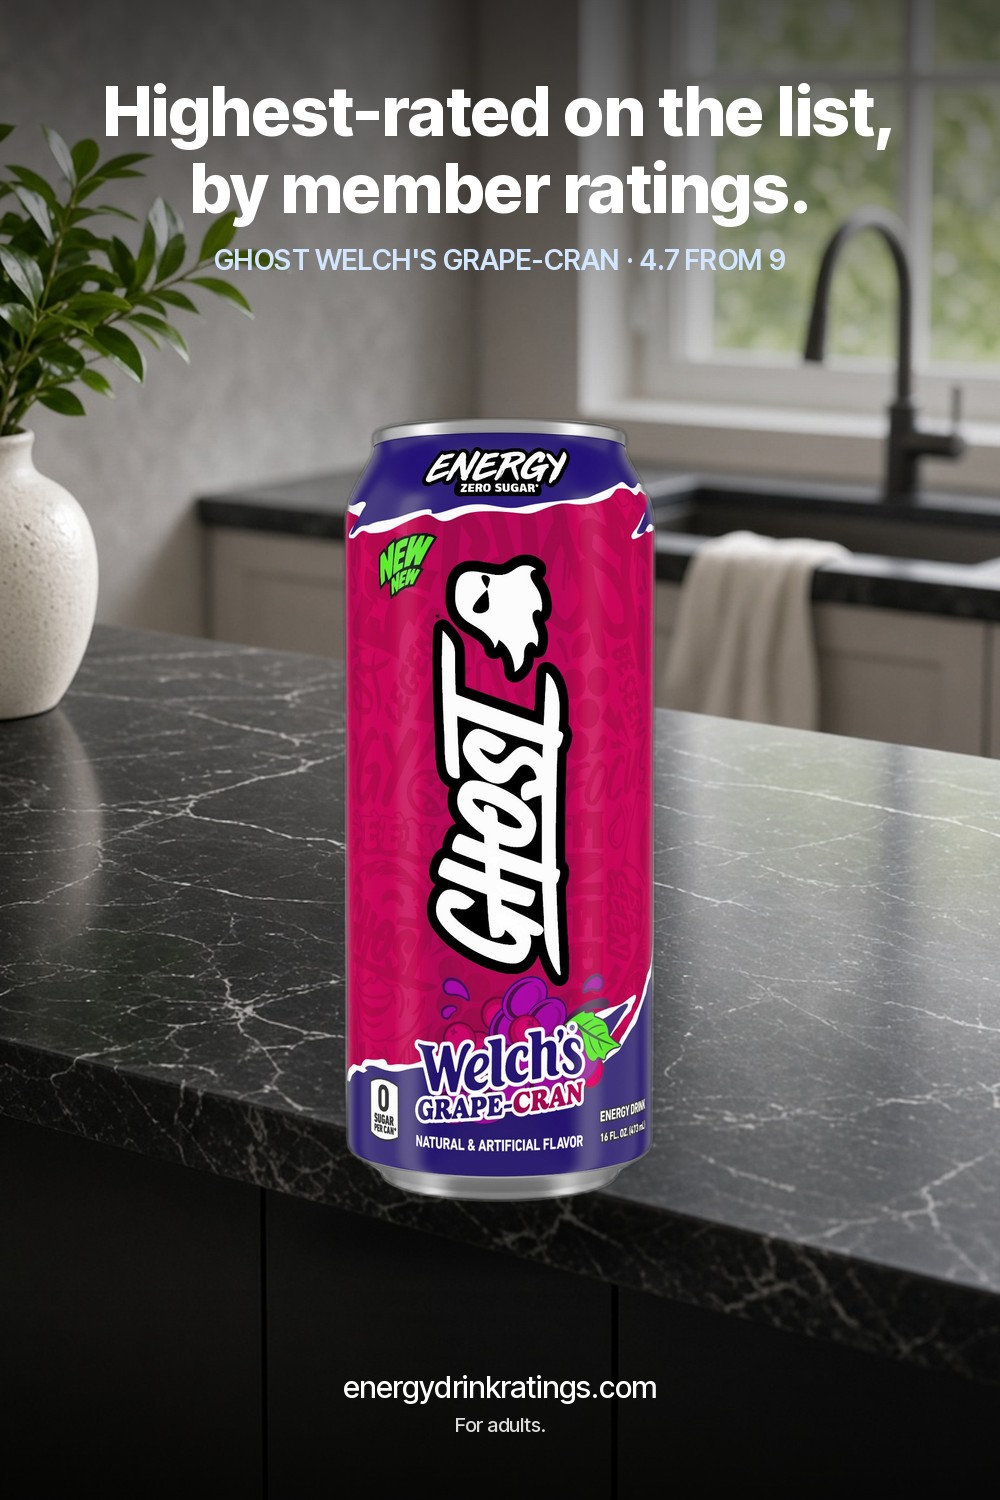 Highest-rated on the list,
by member ratings.
GHOST WELCH'S GRAPE-CRAN · 4.7 FROM 9
ENERGY
ZERO SUGAR*
NEW
NEW
GHOST
Welch's
GRAPE-CRAN
0
SUGAR
PER CAN*
NATURAL & ARTIFICIAL FLAVOR
ENERGY DRINK
16 FL. OZ. (473 mL)
energydrinkratings.com
For adults.